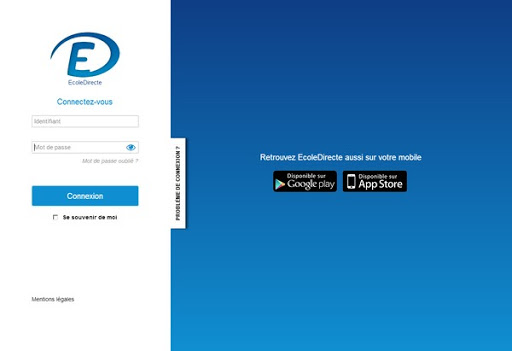 E
EcoleDirecte
Connectez-vous
Identifiant
Mot de passe
Mot de passe oublié ?
Connexion
Se souvenir de moi
Mentions légales
PROBLÈME DE CONNEXION ?
Retrouvez EcoleDirecte aussi sur votre mobile
Disponible sur
Google play
Disponible sur
App Store